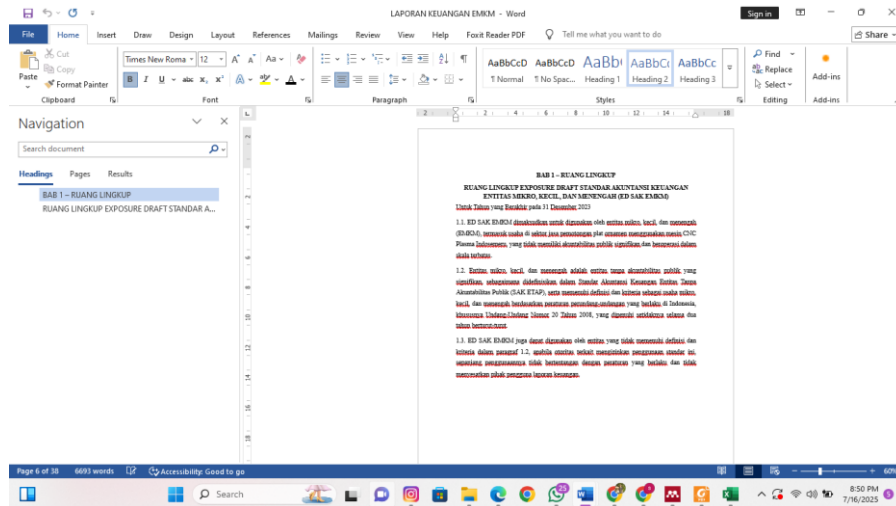 LAPORAN KEUANGAN EMKM - Word
Sign in
File Home Insert Draw Design Layout References Mailings Review View Help Foxit Reader PDF Tell me what you want to do Share
Paste
Cut
Copy
Format Painter
Clipboard
Times New Roma 12
Font
Paragraph
AaBbCcD AaBbCcD AaBb( AaBbCc AaBbCc
¶ Normal ¶ No Spac... Heading 1 Heading 2 Heading 3
Styles
Find
Replace
Select
Editing
Add-ins
Add-ins
Navigation
Search document
Headings Pages Results
BAB 1 – RUANG LINGKUP
RUANG LINGKUP EXPOSURE DRAFT STANDAR A...
2 2 4 6 8 10 12 14 16
BAB 1 – RUANG LINGKUP
RUANG LINGKUP EXPOSURE DRAFT STANDAR AKUNTANSI KEUANGAN
ENTITAS MIKRO, KECIL, DAN MENENGAH (ED SAK EMKM)
Untuk Tahun yang Berakhir pada 31 Desember 2023
1.1. ED SAK EMKM dimaksudkan untuk digunakan oleh entitas mikro, kecil, dan menengah
(EMKM), termasuk usaha di sektor jasa pemotongan plat ornamen menggunakan mesin CNC
Plasma Indosemers, yang tidak memiliki akuntabilitas publik signifikan dan beroperasi dalam
skala terbatas.
1.2. Entitas mikro, kecil, dan menengah adalah entitas tanpa akuntabilitas publik yang
signifikan, sebagaimana didefinisikan dalam Standar Akuntansi Keuangan Entitas Tanpa
Akuntabilitas Publik (SAK ETAP), serta memenuhi definisi dan kriteria sebagai usaha mikro,
kecil, dan menengah berdasarkan peraturan perundang-undangan yang berlaku di Indonesia,
khususnya Undang-Undang Nomor 20 Tahun 2008, yang dipenuhi setidaknya selama dua
tahun berturut-turut.
1.3. ED SAK EMKM juga dapat digunakan oleh entitas yang tidak memenuhi definisi dan
kriteria dalam paragraf 1.2, apabila otoritas terkait mengizinkan penggunaan standar ini,
sepanjang penggunaannya tidak bertentangan dengan peraturan yang berlaku dan tidak
menyesatkan pihak pengguna laporan keuangan.
Page 6 of 38 6693 words Accessibility: Good to go 60%
Search
25
8:50 PM
7/16/2025